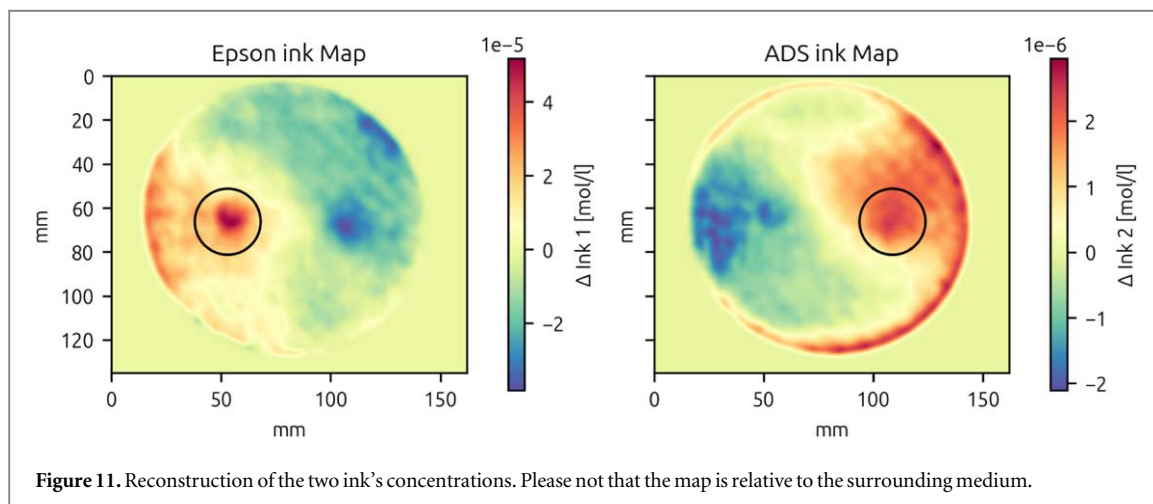 Epson ink Map
1e−5
0
20
40
60
80
100
120
mm
0
50
100
150
mm
4
2
0
−2
Δ Ink 1 [mol/l]
ADS ink Map
1e−6
mm
0
50
100
150
mm
2
1
0
−1
−2
Δ Ink 2 [mol/l]
Figure 11. Reconstruction of the two ink's concentrations. Please not that the map is relative to the surrounding medium.